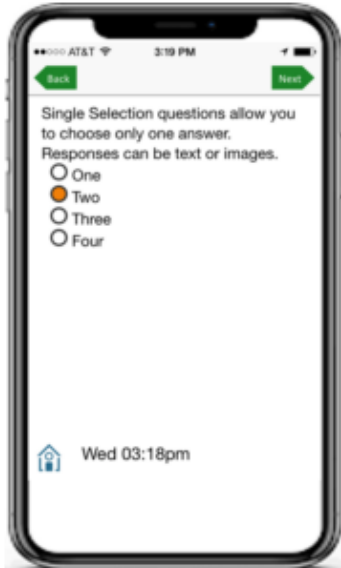 AT&T 3:19 PM
Back Next
Single Selection questions allow you
to choose only one answer.
Responses can be text or images.
One
Two
Three
Four
Wed 03:18pm